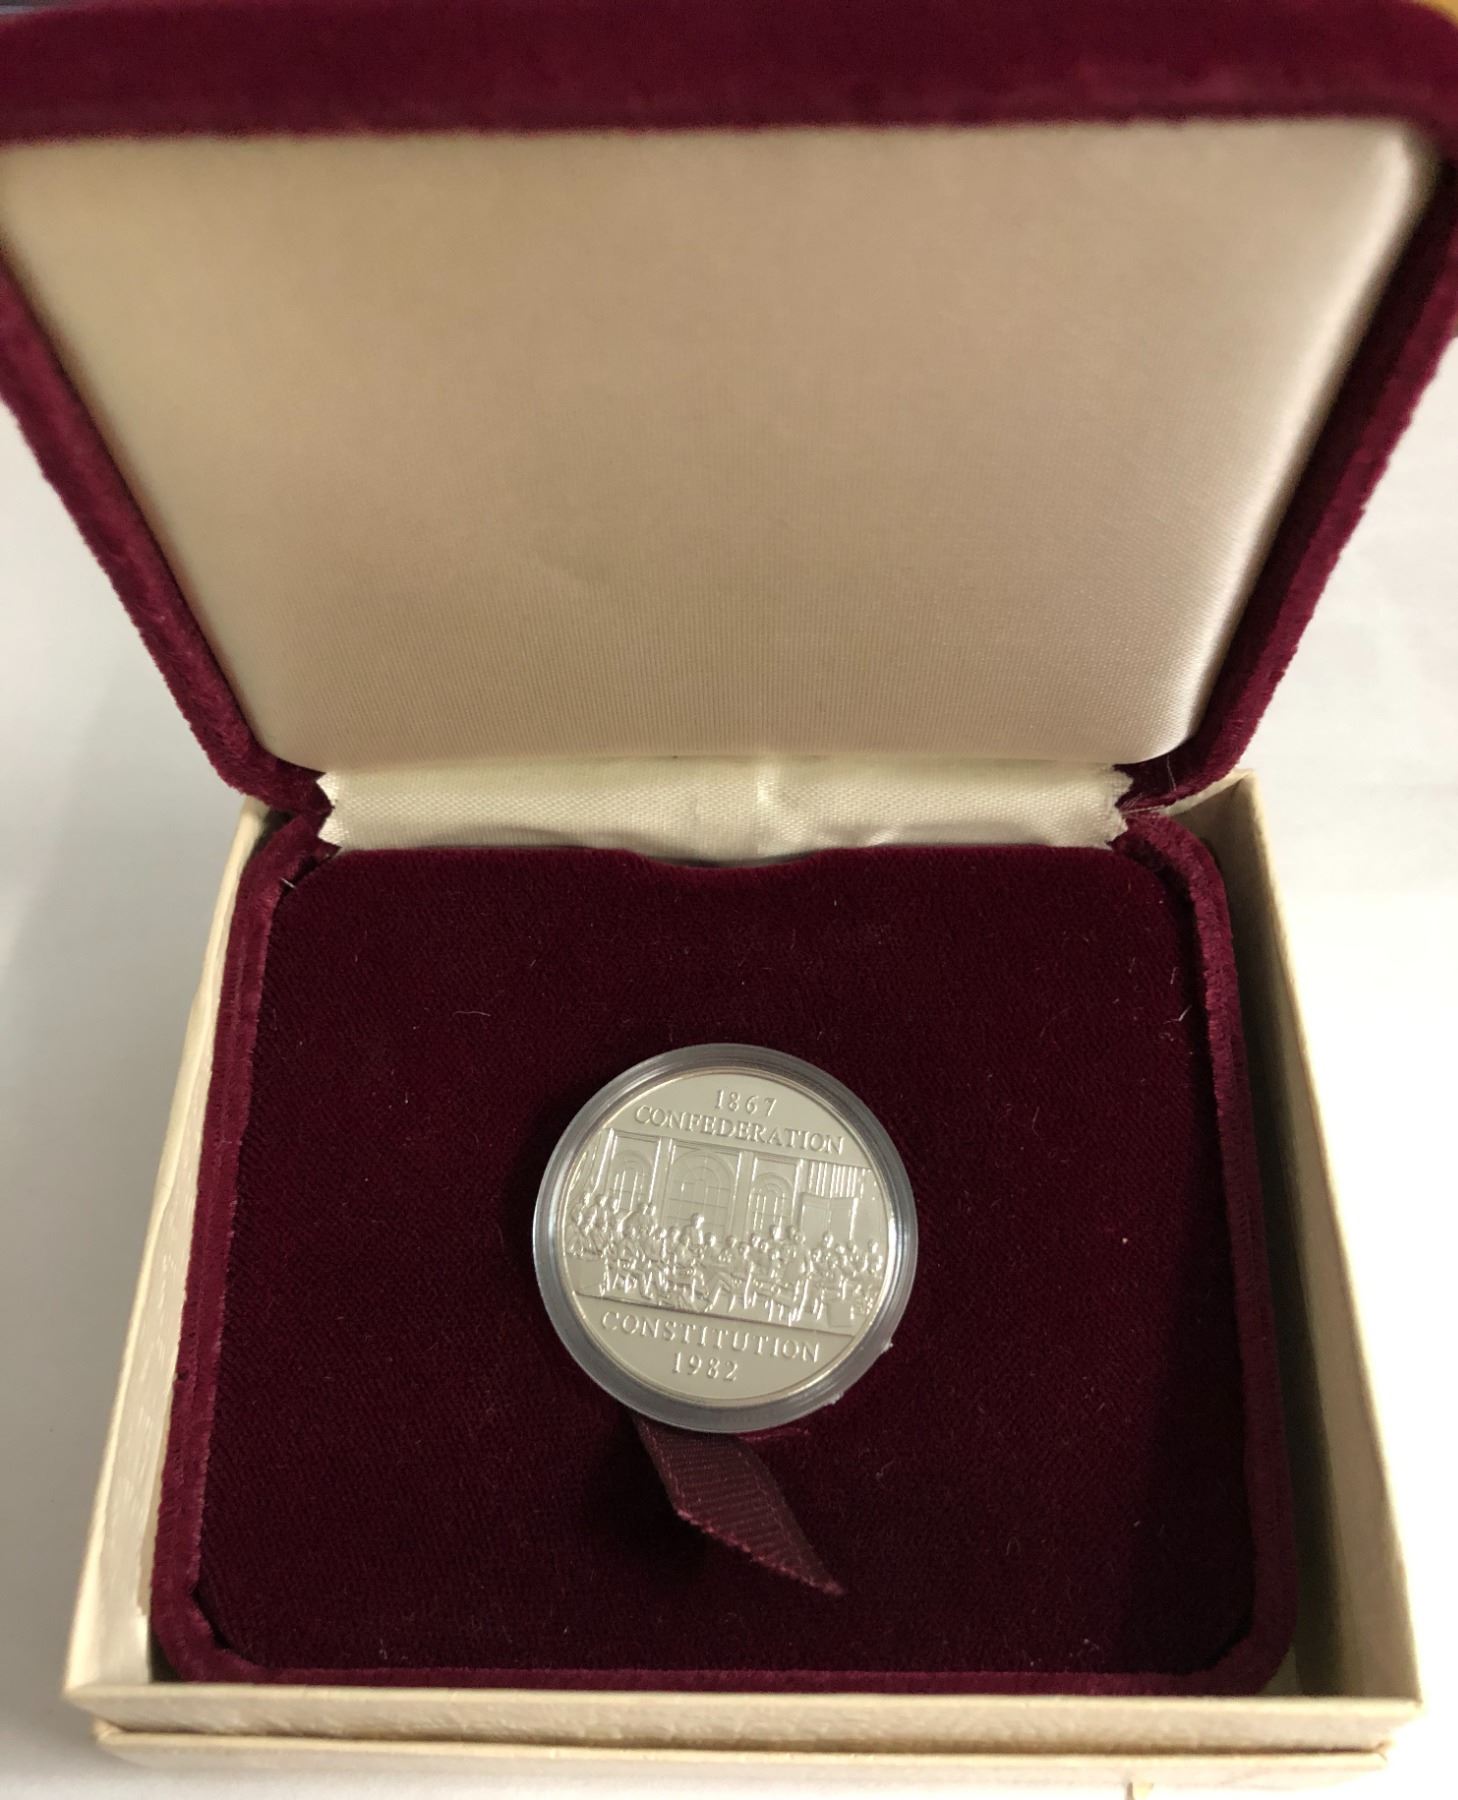 1867
CONFEDERATION
CONSTITUTION
1982